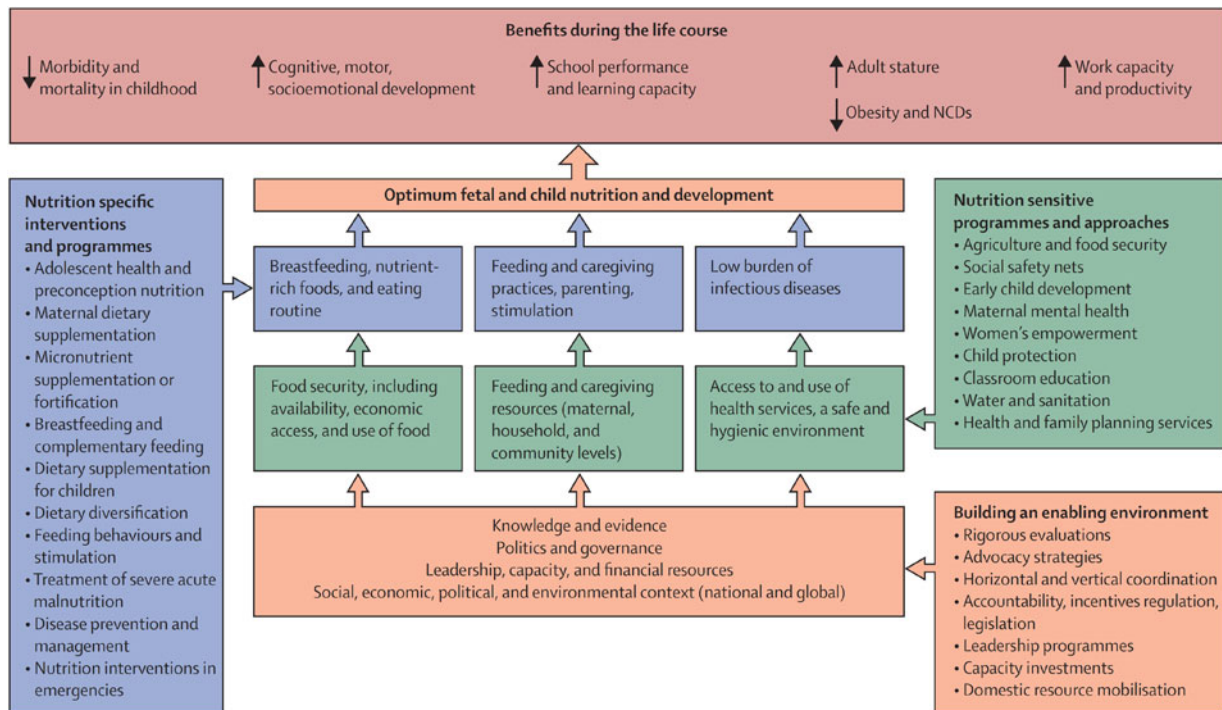 Benefits during the life course
Morbidity and
mortality in childhood
Cognitive, motor,
socioemotional development
School performance
and learning capacity
Adult stature
Obesity and NCDs
Work capacity
and productivity
Optimum fetal and child nutrition and development
Nutrition specific
interventions
and programmes
• Adolescent health and
preconception nutrition
• Maternal dietary
supplementation
• Micronutrient
supplementation or
fortification
• Breastfeeding and
complementary feeding
• Dietary supplementation
for children
• Dietary diversification
• Feeding behaviours and
stimulation
• Treatment of severe acute
malnutrition
• Disease prevention and
management
• Nutrition interventions in
emergencies
Breastfeeding, nutrient-
rich foods, and eating
routine
Feeding and caregiving
practices, parenting,
stimulation
Low burden of
infectious diseases
Food security, including
availability, economic
access, and use of food
Feeding and caregiving
resources (maternal,
household, and
community levels)
Access to and use of
health services, a safe and
hygienic environment
Knowledge and evidence
Politics and governance
Leadership, capacity, and financial resources
Social, economic, political, and environmental context (national and global)
Nutrition sensitive
programmes and approaches
• Agriculture and food security
• Social safety nets
• Early child development
• Maternal mental health
• Women's empowerment
• Child protection
• Classroom education
• Water and sanitation
• Health and family planning services
Building an enabling environment
• Rigorous evaluations
• Advocacy strategies
• Horizontal and vertical coordination
• Accountability, incentives regulation,
legislation
• Leadership programmes
• Capacity investments
• Domestic resource mobilisation